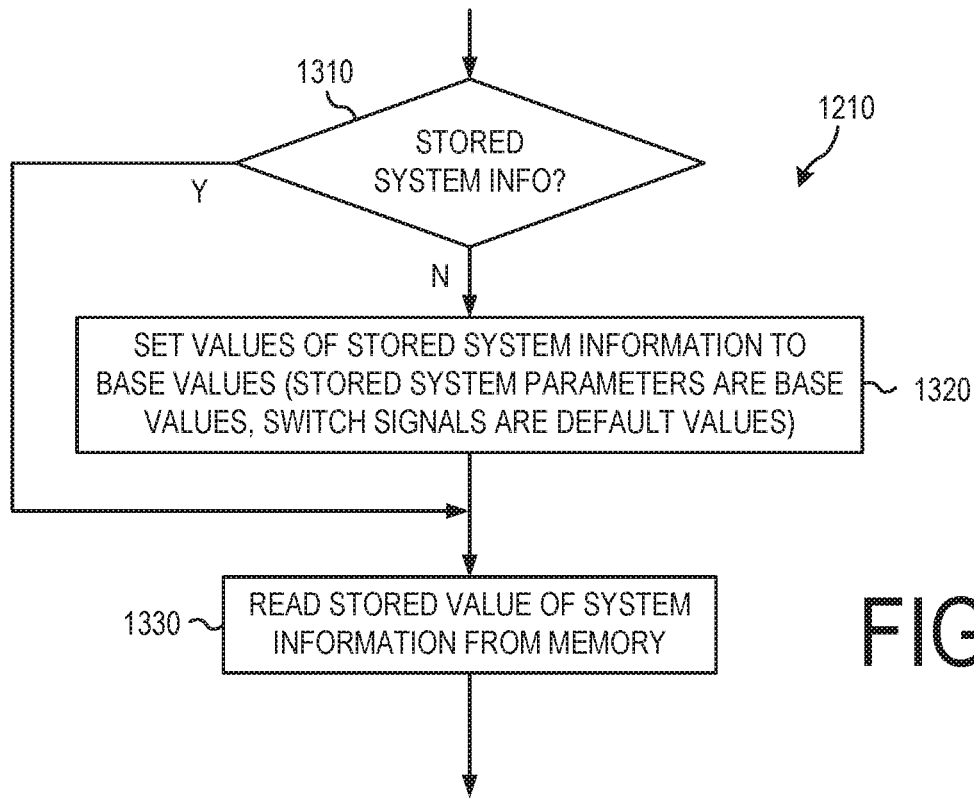 1310
1210
STORED
SYSTEM INFO?
Y
N
SET VALUES OF STORED SYSTEM INFORMATION TO
BASE VALUES (STORED SYSTEM PARAMETERS ARE BASE
VALUES, SWITCH SIGNALS ARE DEFAULT VALUES)
1320
READ STORED VALUE OF SYSTEM
INFORMATION FROM MEMORY
1330
FIG